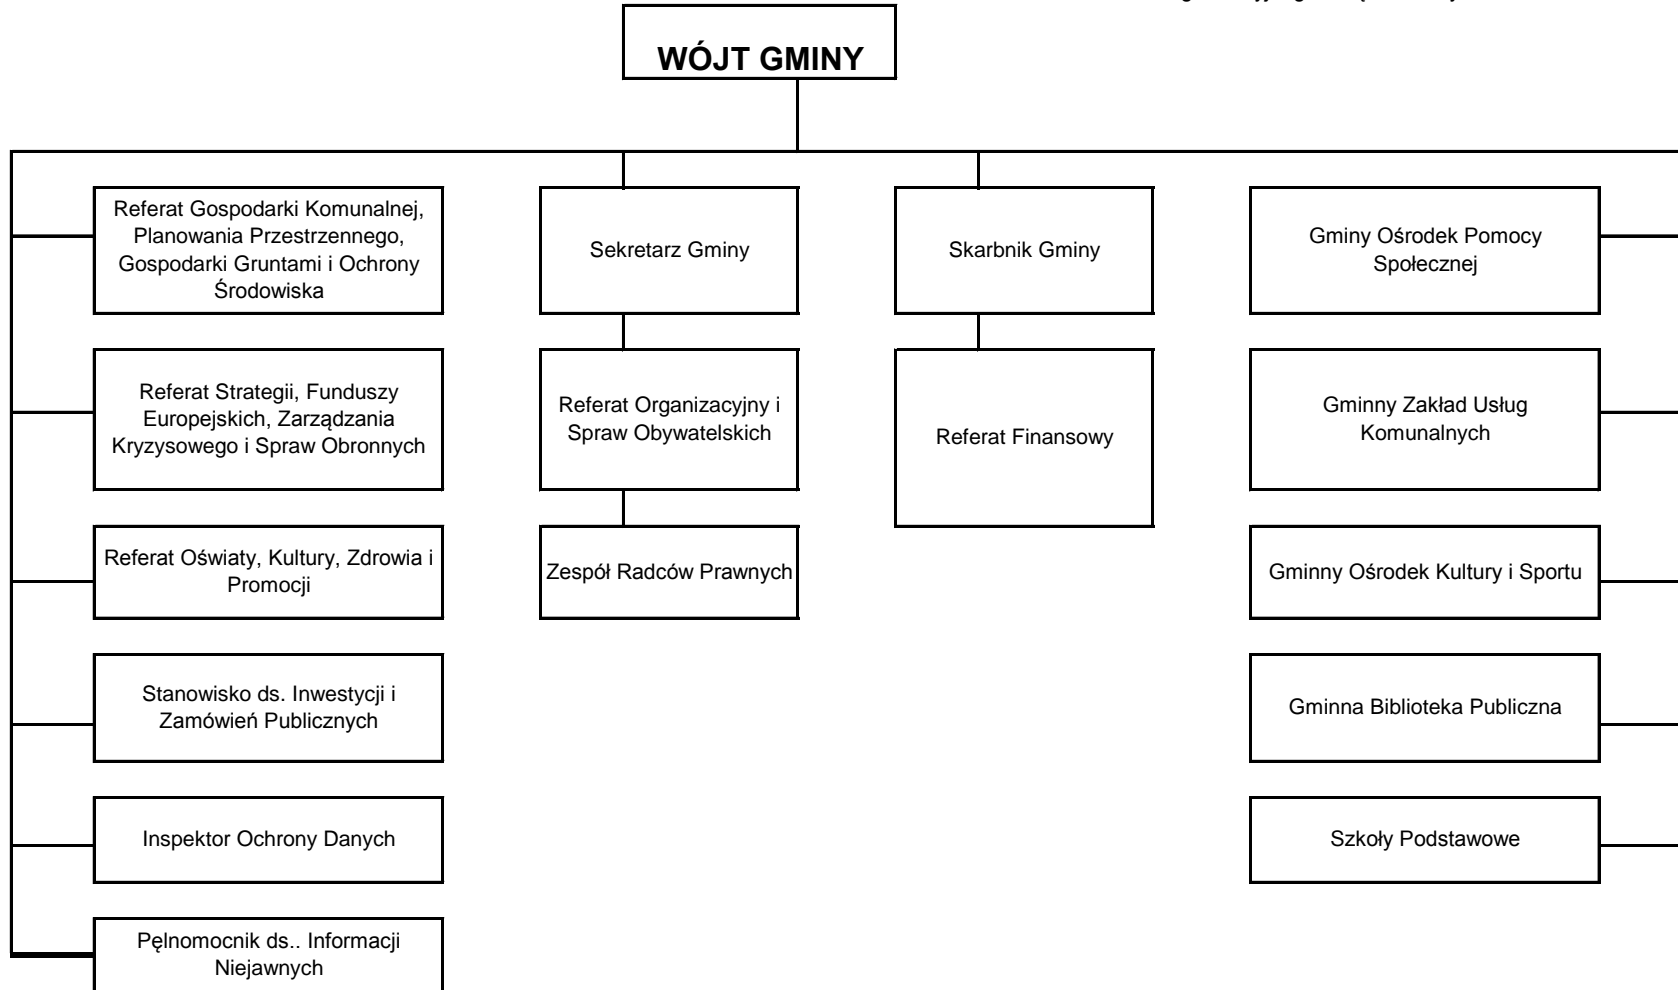 WÓJT GMINY
Referat Gospodarki Komunalnej,
Planowania Przestrzennego,
Gospodarki Gruntami i Ochrony
Środowiska
Sekretarz Gminy
Skarbnik Gminy
Gminy Ośrodek Pomocy
Społecznej
Referat Strategii, Funduszy
Europejskich, Zarządzania
Kryzysowego i Spraw Obronnych
Referat Organizacyjny i
Spraw Obywatelskich
Referat Finansowy
Gminny Zakład Usług
Komunalnych
Referat Oświaty, Kultury, Zdrowia i
Promocji
Zespół Radców Prawnych
Gminny Ośrodek Kultury i Sportu
Stanowisko ds. Inwestycji i
Zamówień Publicznych
Gminna Biblioteka Publiczna
Inspektor Ochrony Danych
Szkoły Podstawowe
Pęlnomocnik ds.. Informacji
Niejawnych